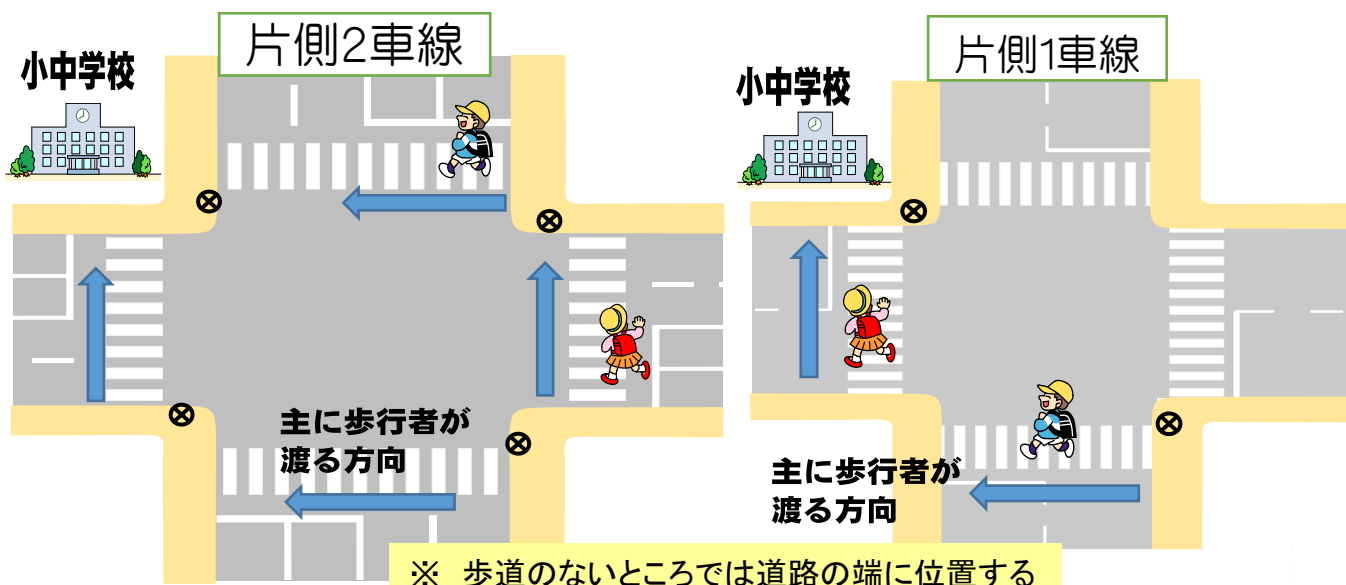 片側2車線
小中学校
主に歩行者が
渡る方向
片側1車線
小中学校
主に歩行者が
渡る方向
※ 歩道のないところでは道路の端に位置する